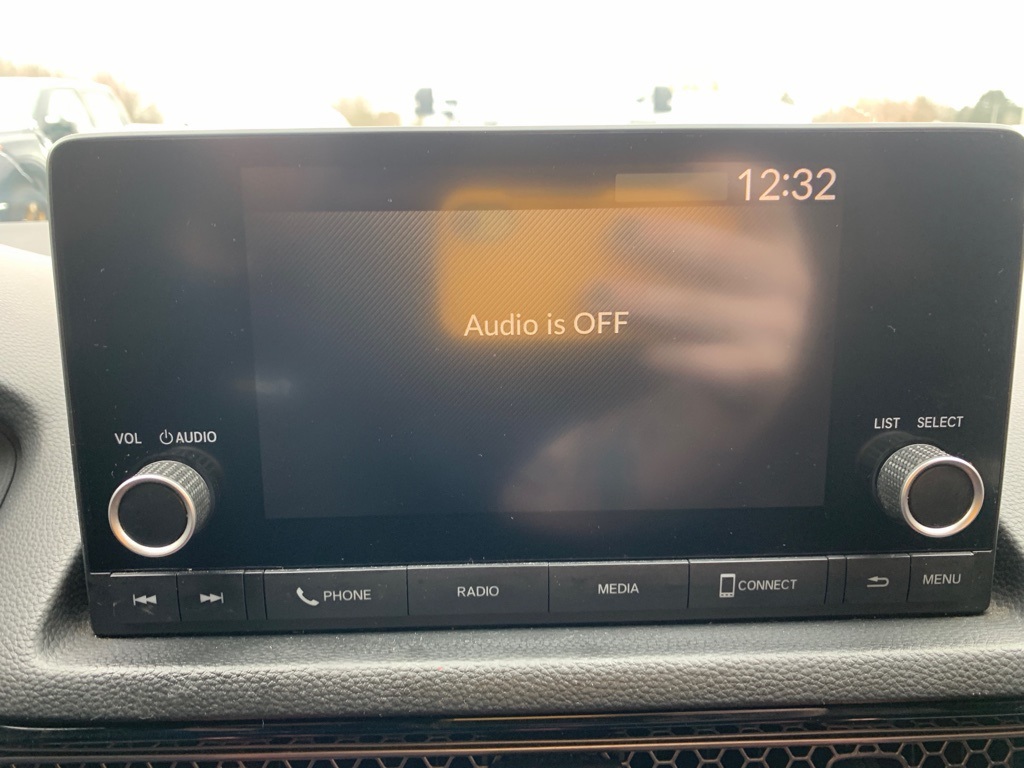 12:32
Audio is OFF
VOL AUDIO
LIST SELECT
PHONE
RADIO
MEDIA
CONNECT
MENU